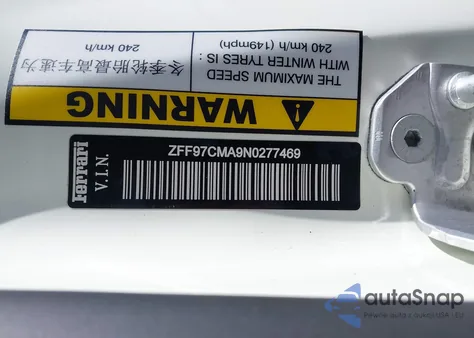 WARNING
THE MAXIMUM SPEED
WITH WINTER TYRES IS :
240 km/h (149mph)
冬季轮胎最高车速为
240 km/h
Ferrari
V.I.N.
ZFF97CMA9N0277469
autaSnap